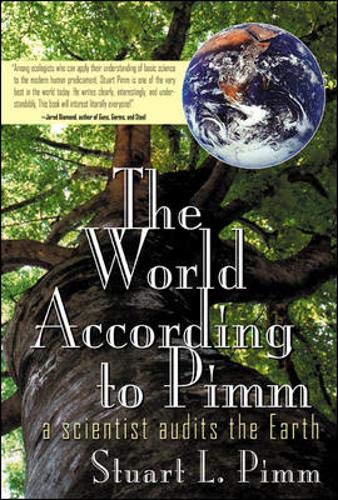 "Among ecologists who can apply their understanding of basic science
to the modern human predicament, Stuart Pimm is one of the very
best in the world today. He writes clearly, interestingly, and under-
standably. This book will interest literally everyone!"
–Jared Diamond, author of Guns, Germs, and Steel
The
World
According
to Pimm
a scientist audits the Earth
Stuart L. Pimm